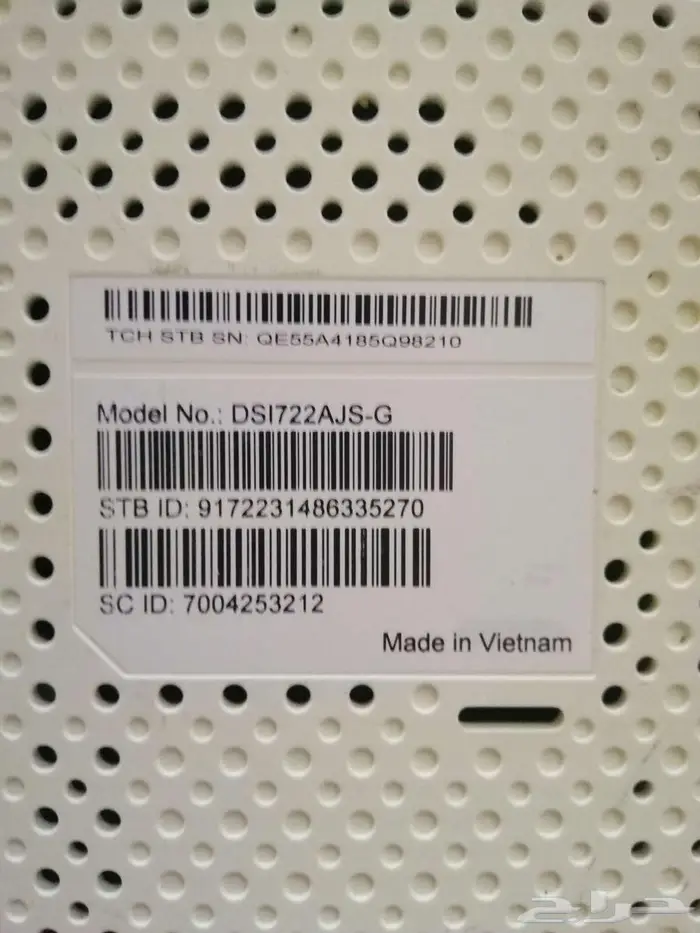 TCH STB SN: QE55A4185Q98210
Model No.: DSI722AJS-G
STB ID: 9172231486335270
SC ID: 7004253212
Made in Vietnam
حراج